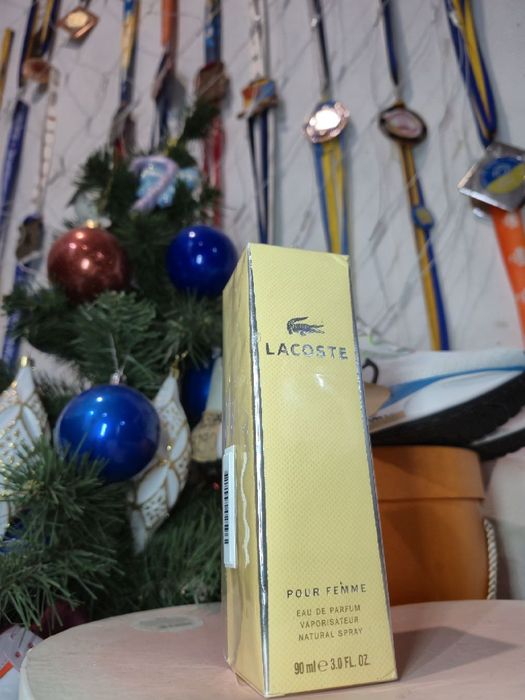 LACOSTE
POUR FEMME
EAU DE PARFUM
VAPORISATEUR
NATURAL SPRAY
90 ml e 3.0 FL. OZ.